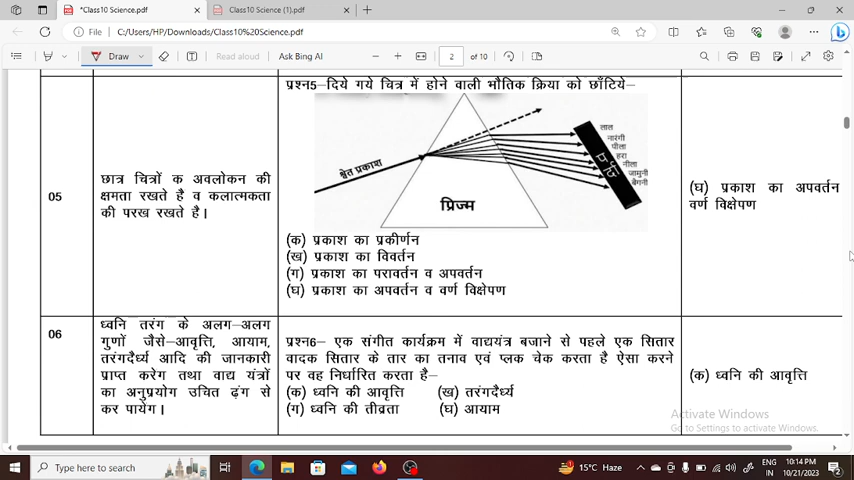 *Class10 Science.pdf
Class10 Science (1).pdf
File
C:/Users/HP/Downloads/Class10%20Science.pdf
Draw
Read aloud
Ask Bing AI
2
of 10
प्रश्न5–दिये गये चित्र में होने वाली भौतिक क्रिया को छाँटिये–
श्वेत प्रकाश
प्रिज्म
लाल
नारंगी
पीला
हरा
नीला
जामुनी
बेंगनी
05
छात्र चित्रों क अवलोकन की
क्षमता रखते है व कलात्मकता
की परख रखते है।
(क) प्रकाश का प्रकीर्णन
(ख) प्रकाश का विवर्तन
(ग) प्रकाश का परावर्तन व अपवर्तन
(घ) प्रकाश का अपवर्तन व वर्ण विक्षेपण
(घ) प्रकाश का अपवर्तन
वर्ण विक्षेपण
06
ध्वनि तरंग के अलग–अलग
गुणों जैसे–आवृत्ति, आयाम,
तरंगदैर्ध्य आदि की जानकारी
प्राप्त करेग तथा वाद्य यंत्रों
का अनुप्रयोग उचित ढ़ंग से
कर पायेग।
प्रश्न6– एक संगीत कार्यक्रम में वाद्ययंत्र बजाने से पहले एक सितार
वादक सितार के तार का तनाव एवं प्लक चेक करता है ऐसा करने
पर वह निर्धारित करता है–
(क) ध्वनि की आवृत्ति (ख) तरंगदैर्ध्य
(ग) ध्वनि की तीव्रता (घ) आयाम
(क) ध्वनि की आवृत्ति
Activate Windows
Go to Settings to activate Windows.
Type here to search
15°C Haze
ENG
IN
10:14 PM
10/21/2023
2